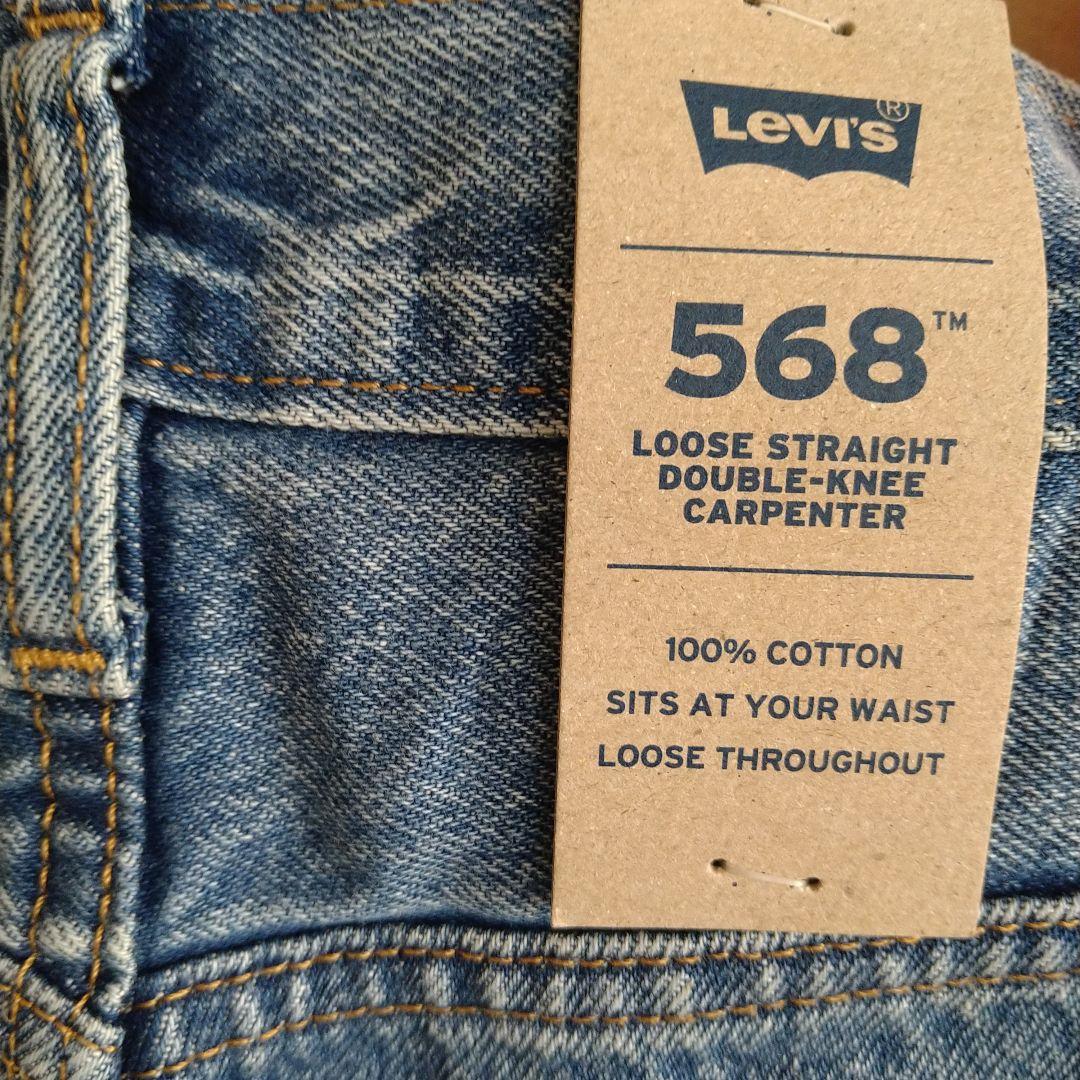 LEVI'S®
568™
LOOSE STRAIGHT
DOUBLE-KNEE
CARPENTER
100% COTTON
SITS AT YOUR WAIST
LOOSE THROUGHOUT